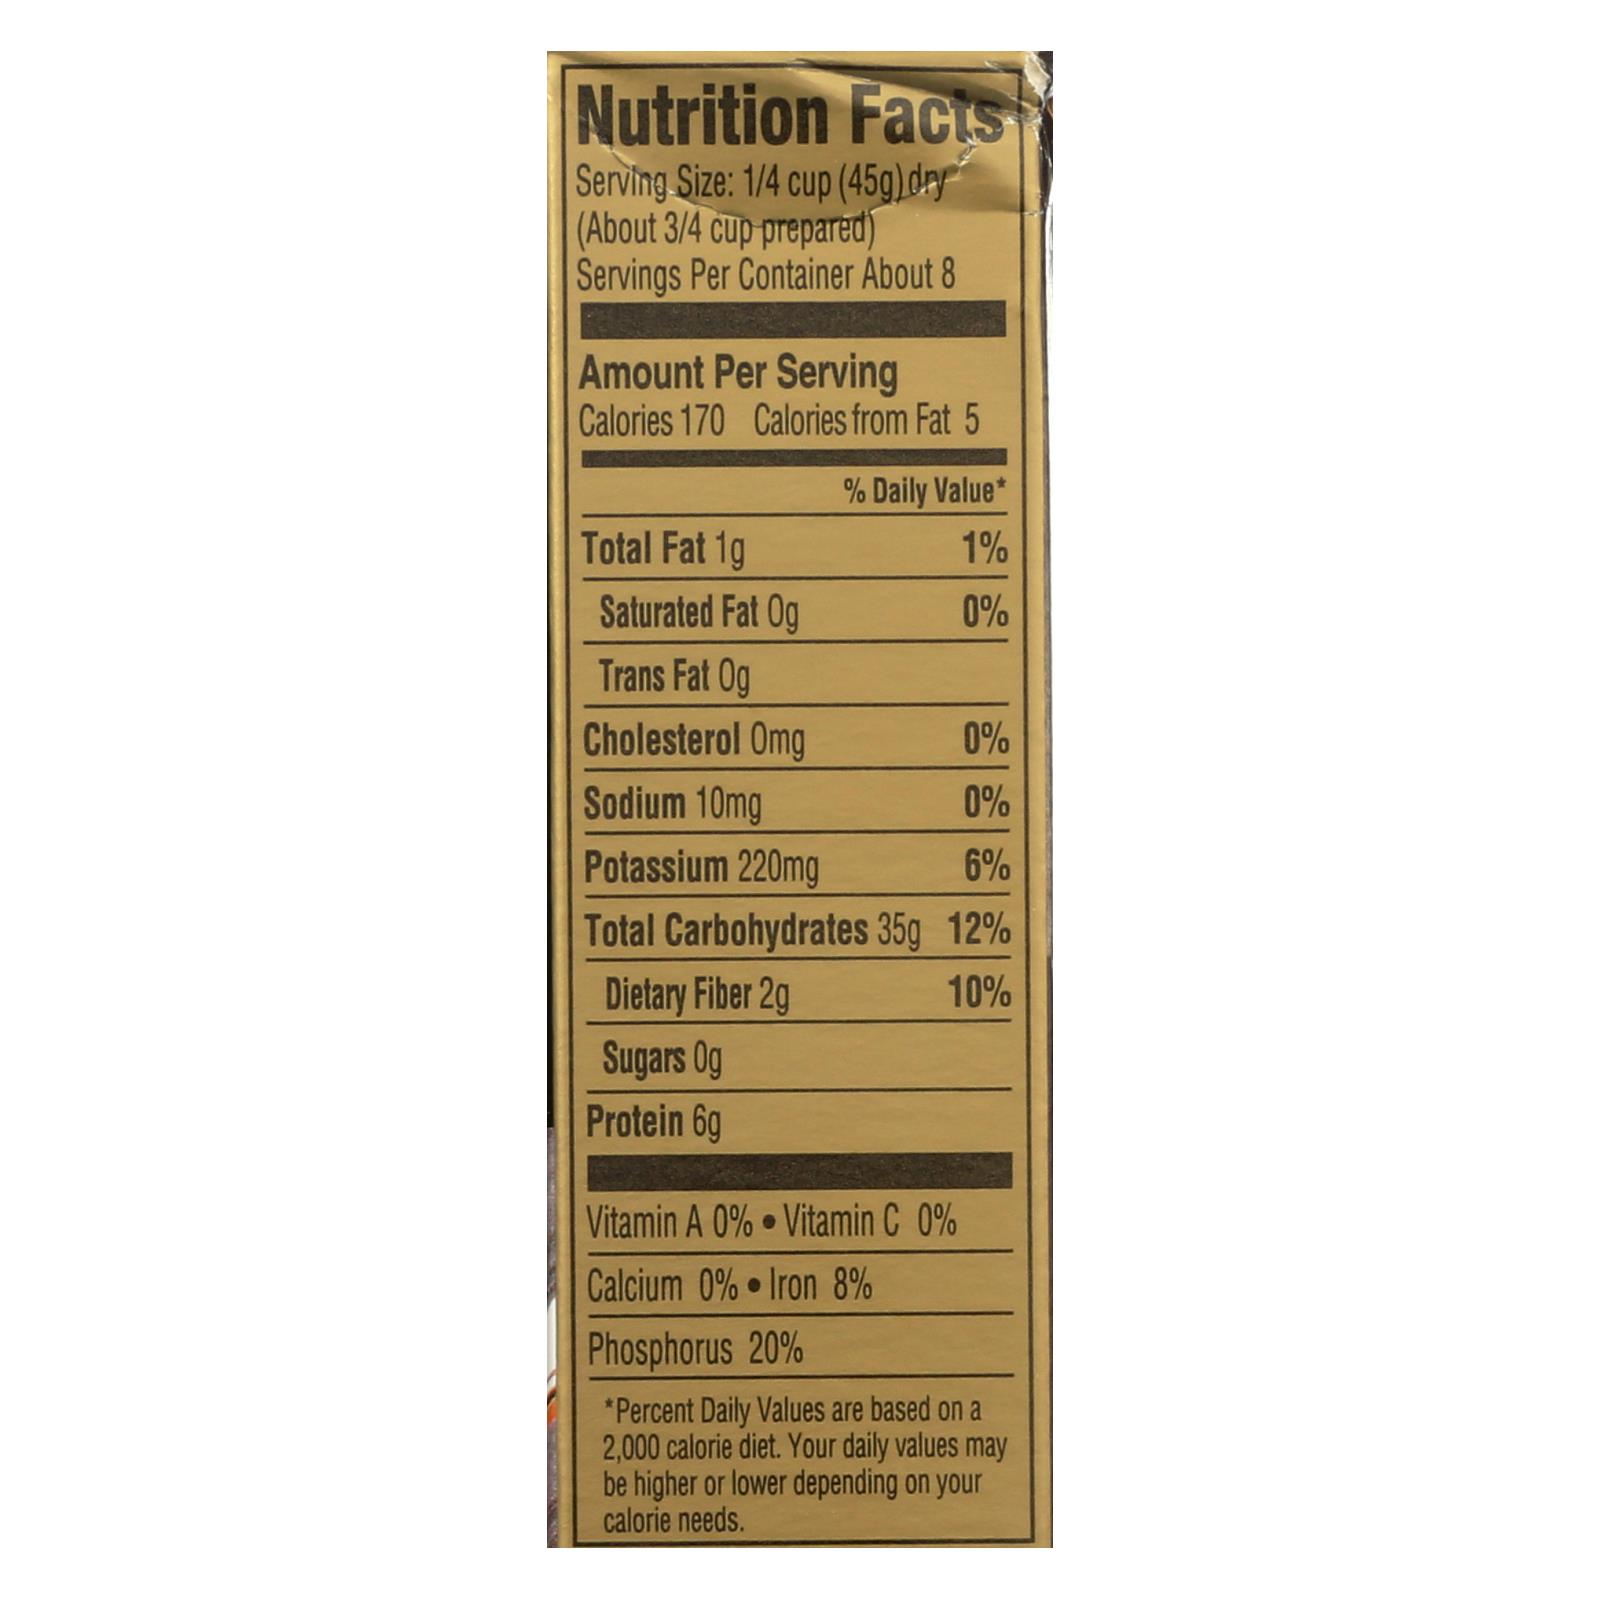 Nutrition Facts
Serving Size: 1/4 cup (45g) dry
(About 3/4 cup prepared)
Servings Per Container About 8
Amount Per Serving
Calories 170 Calories from Fat 5
% Daily Value*
Total Fat 1g 1%
Saturated Fat 0g 0%
Trans Fat 0g
Cholesterol 0mg 0%
Sodium 10mg 0%
Potassium 220mg 6%
Total Carbohydrates 35g 12%
Dietary Fiber 2g 10%
Sugars 0g
Protein 6g
Vitamin A 0% • Vitamin C 0%
Calcium 0% • Iron 8%
Phosphorus 20%
*Percent Daily Values are based on a
2,000 calorie diet. Your daily values may
be higher or lower depending on your
calorie needs.